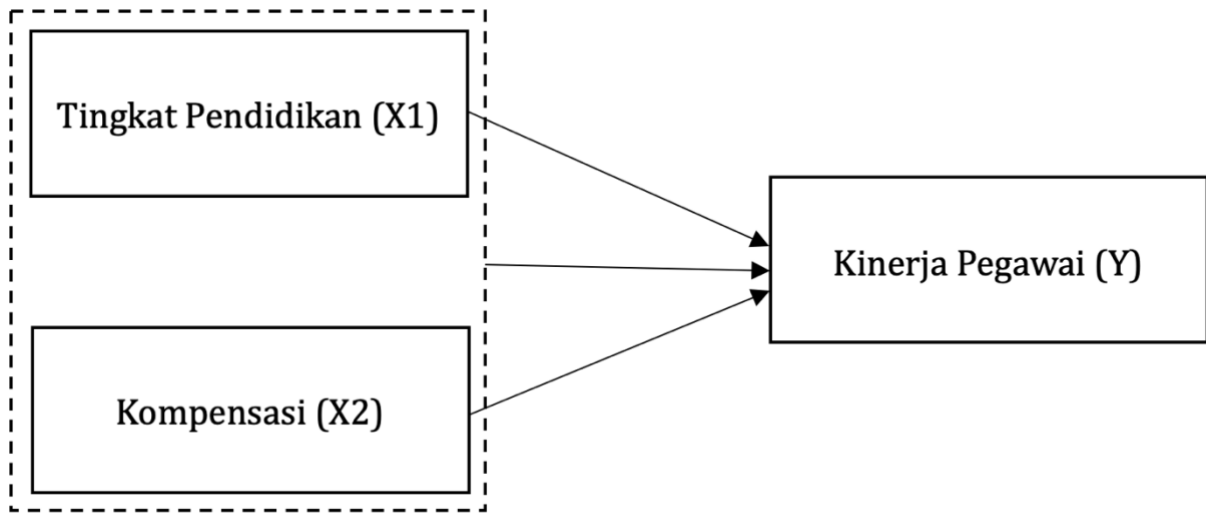 Tingkat Pendidikan (X1)
Kinerja Pegawai (Y)
Kompensasi (X2)